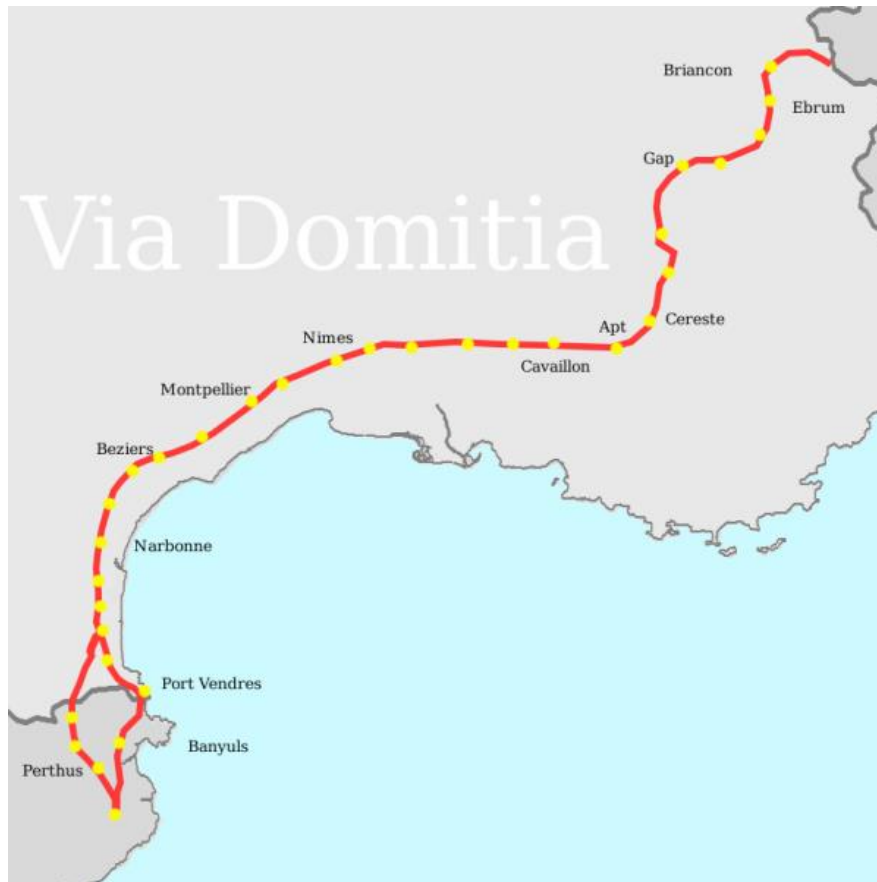 Briancon
Ebrum
Gap
Via Domitia
Cereste
Apt
Nimes
Cavaillon
Montpellier
Beziers
Narbonne
Port Vendres
Banyuls
Perthus